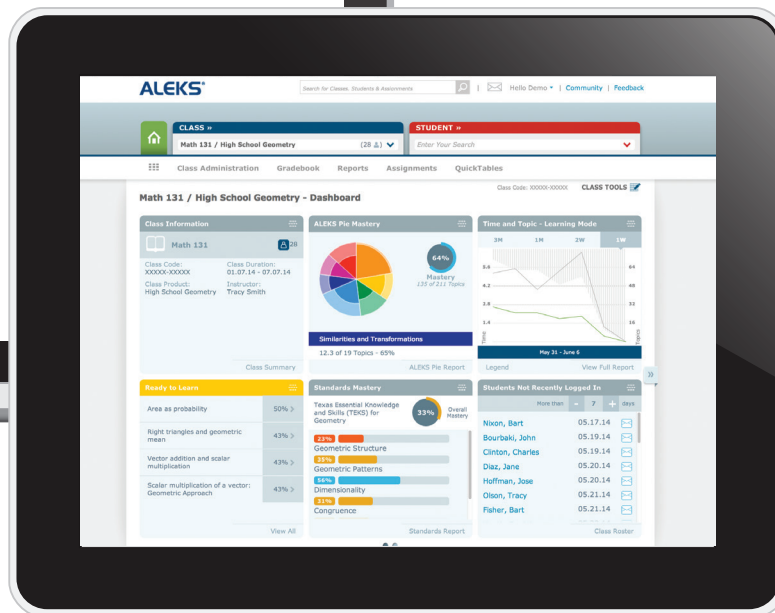 ALEKS®
Search for Classes, Students & Assignments
Hello Demo
Community
Feedback
CLASS »
Math 131 / High School Geometry (28
STUDENT »
Enter Your Search
Class Administration Gradebook Reports Assignments QuickTables
Class Code: XXXXX-XXXXX CLASS TOOLS
Math 131 / High School Geometry - Dashboard
Class Information
Math 131
28
Class Code:
XXXXX-XXXXX
Class Duration:
01.07.14 - 07.07.14
Class Product:
High School Geometry
Instructor:
Tracy Smith
Class Summary
ALEKS Pie Mastery
64%
Mastery
135 of 211 Topics
Similarities and Transformations
12.3 of 19 Topics - 65%
ALEKS Pie Report
Time and Topic - Learning Mode
3M 1M 2W 1W
5.6 64
4.2 48
2.8 32
1.4 16
Time
Topics
May 31 - June 6
Legend View Full Report
»
Ready to Learn
Area as probability 50% >
Right triangles and geometric
mean
43% >
Vector addition and scalar
multiplication
43% >
Scalar multiplication of a vector:
Geometric Approach
43% >
View All
Standards Mastery
Texas Essential Knowledge
and Skills (TEKS) for
Geometry
33%
Overall
Mastery
23%
Geometric Structure
35%
Geometric Patterns
56%
Dimensionality
31%
Congruence
Standards Report
Students Not Recently Logged In
More than - 7 + days
Nixon, Bart 05.17.14
Bourbaki, John 05.19.14
Clinton, Charles 05.19.14
Diaz, Jane 05.20.14
Hoffman, Jose 05.20.14
Olson, Tracy 05.21.14
Fisher, Bart 05.21.14
Class Roster